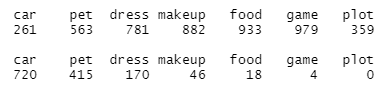 car pet dress makeup food game plot
261 563 781 882 933 979 359
car pet dress makeup food game plot
720 415 170 46 18 4 0